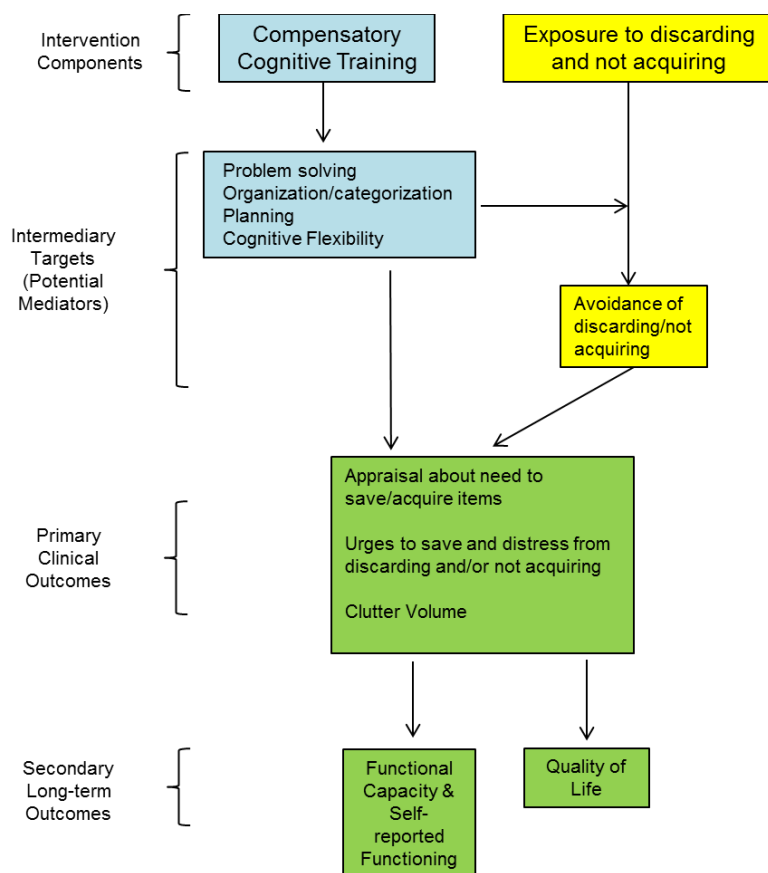 Intervention
Components
Compensatory
Cognitive Training
Exposure to discarding
and not acquiring
Intermediary
Targets
(Potential
Mediators)
Problem solving
Organization/categorization
Planning
Cognitive Flexibility
Avoidance of
discarding/not
acquiring
Primary
Clinical
Outcomes
Appraisal about need to
save/acquire items
Urges to save and distress from
discarding and/or not acquiring
Clutter Volume
Secondary
Long-term
Outcomes
Functional
Capacity &
Self-
reported
Functioning
Quality of
Life